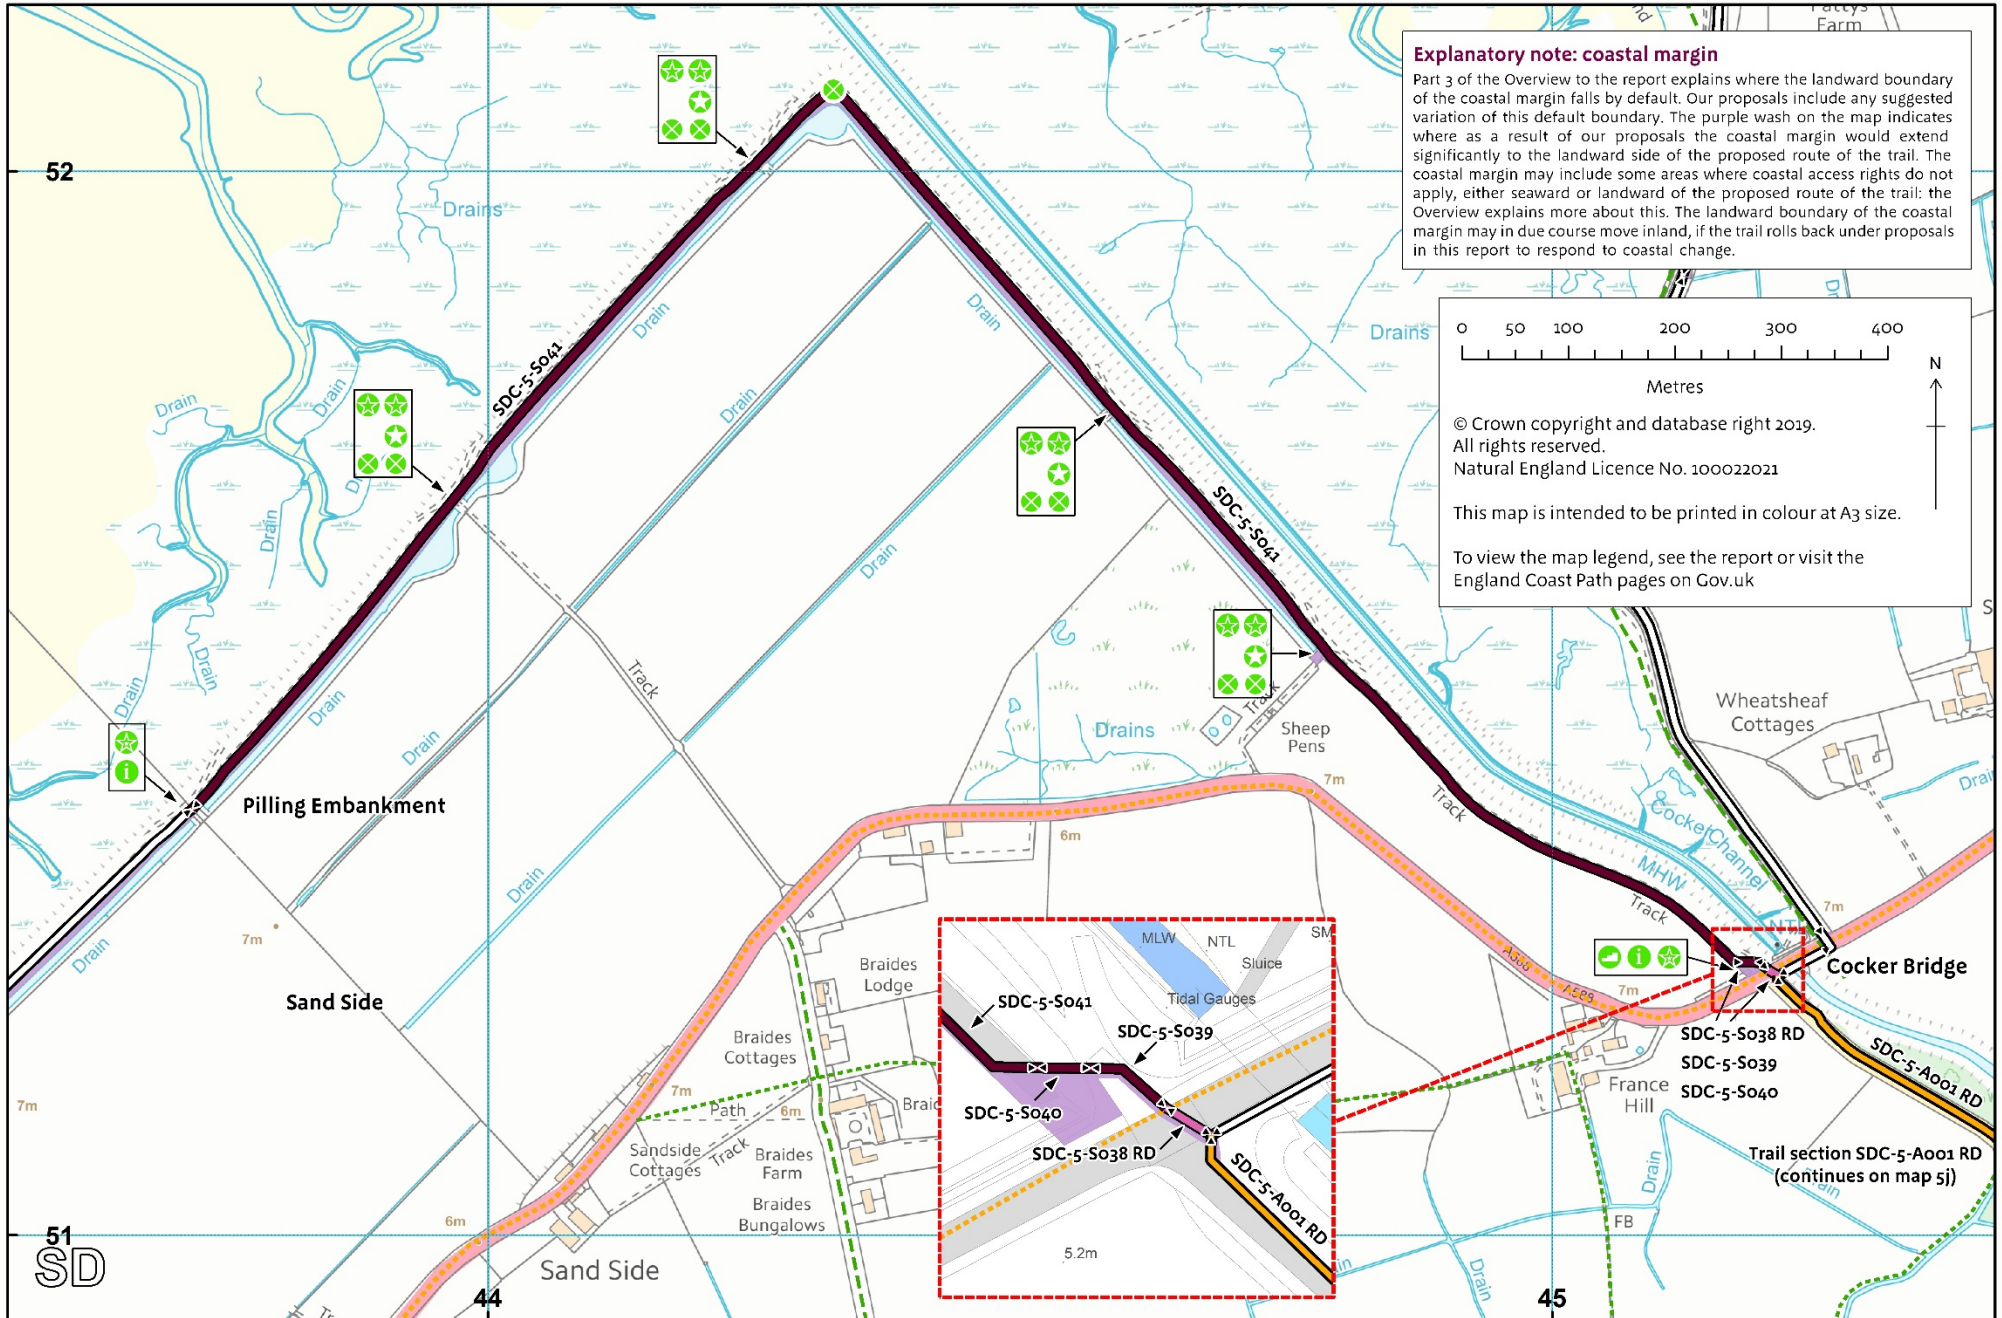 Pattys
Farm
Explanatory note: coastal margin
Part 3 of the Overview to the report explains where the landward boundary
of the coastal margin falls by default. Our proposals include any suggested
variation of this default boundary. The purple wash on the map indicates
where as a result of our proposals the coastal margin would extend
significantly to the landward side of the proposed route of the trail. The
coastal margin may include some areas where coastal access rights do not
apply, either seaward or landward of the proposed route of the trail: the
Overview explains more about this. The landward boundary of the coastal
margin may in due course move inland, if the trail rolls back under proposals
in this report to respond to coastal change.
52
Drains
0 50 100 200 300 400
Metres
N
© Crown copyright and database right 2019.
All rights reserved.
Natural England Licence No. 100022021
This map is intended to be printed in colour at A3 size.
To view the map legend, see the report or visit the
England Coast Path pages on Gov.uk
Drain
Drain
Drains
SDC-5-S041
Drain
Drain
Drain
Drain
Drain
SDC-5-S041
Drain
Drain
Drain
Track
Track
Sheep
Pens
Drains
Wheatsheaf
Cottages
Drain
i
Pilling Embankment
Drain
7m
6m
Track
Cocker Channel
MHW
Drain
Track
7m
NTL
7m
Drain
Sand Side
Braides
Lodge
A588
A588
7m
i
Cocker Bridge
SDC-5-S038 RD
SDC-5-S039
SDC-5-S040
SDC-5-A001 RD
MLW
NTL
SM
Sluice
Tidal Gauges
SDC-5-S041
SDC-5-S039
SDC-5-S040
SDC-5-S038 RD
SDC-5-A001 RD
5.2m
Braides
Cottages
7m
7m
Path
6m
Braid
France
Hill
Sandside
Cottages
Track
Braides
Farm
Braides
Bungalows
Trail section SDC-5-A001 RD
(continues on map 5j)
Drain
FB
6m
51
SD
Sand Side
Drain
44
45